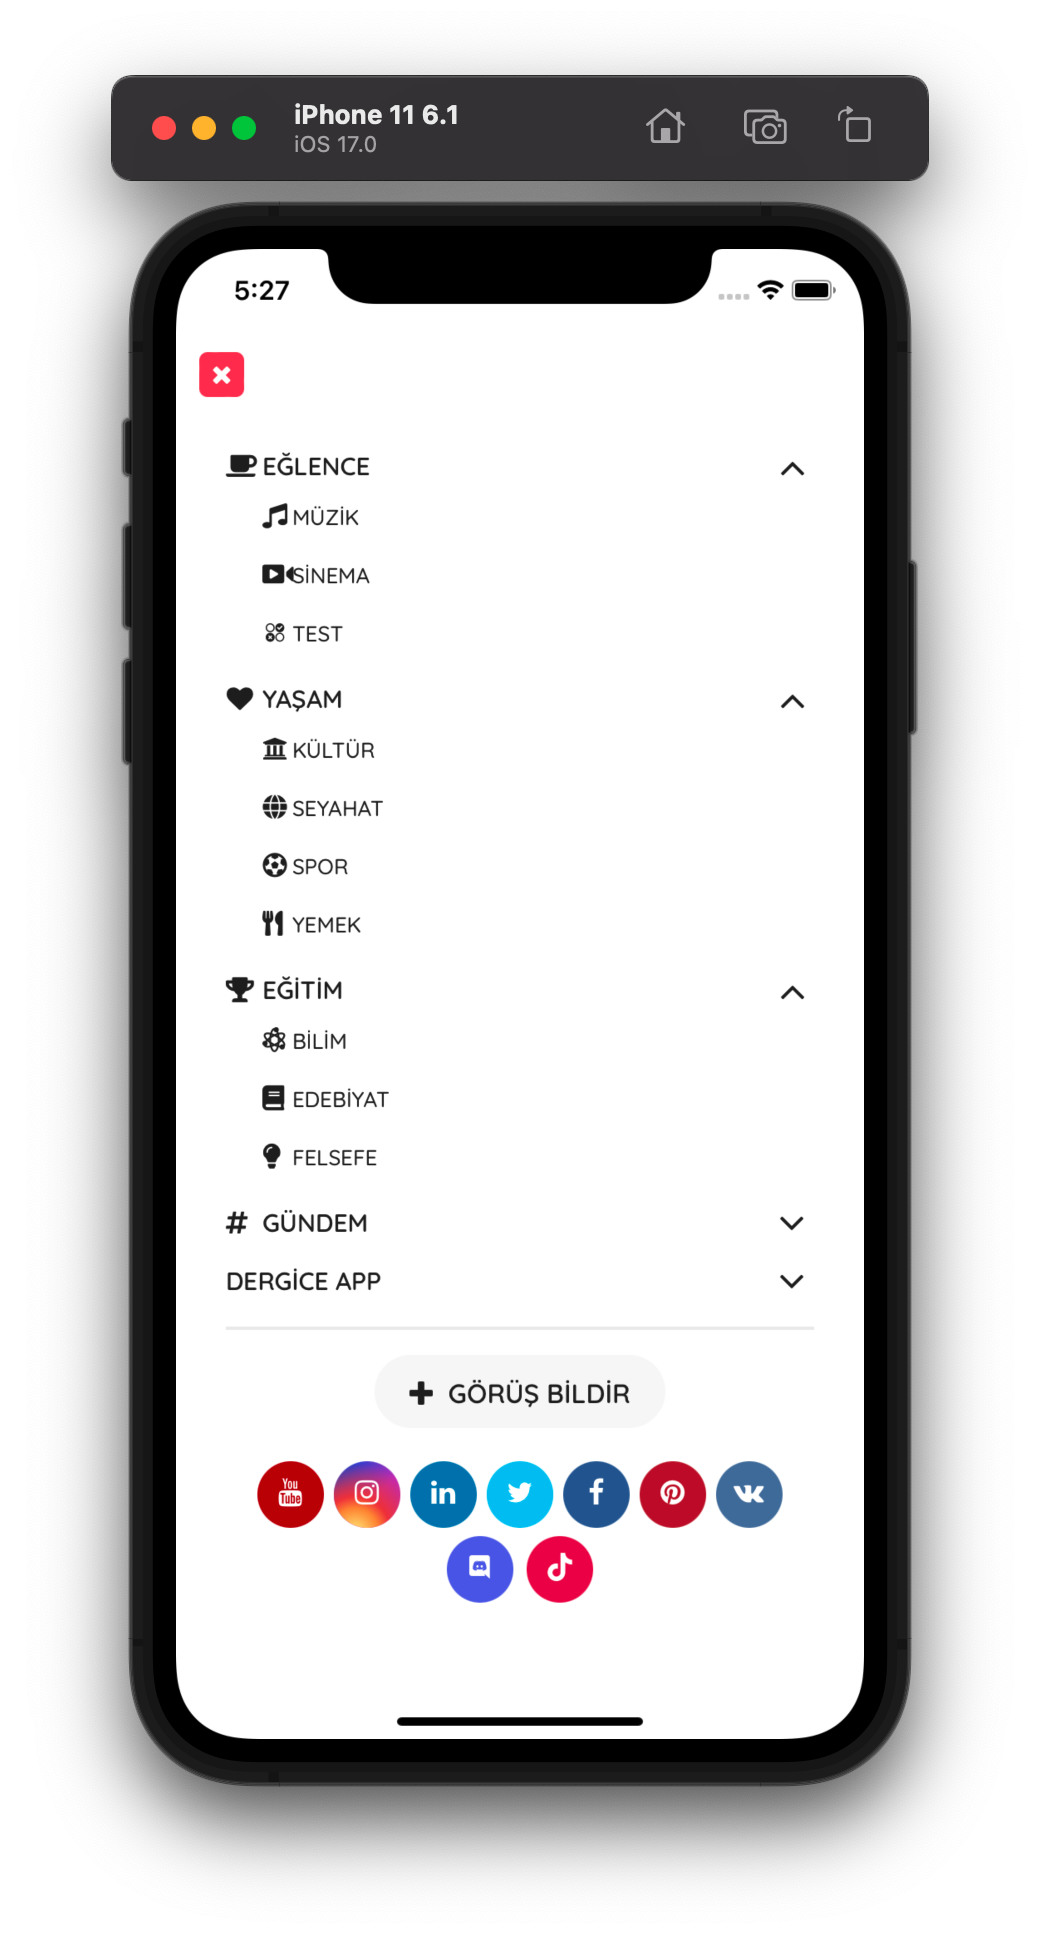 iPhone 11 6.1
iOS 17.0
5:27
EĞLENCE
MÜZİK
SİNEMA
TEST
YAŞAM
KÜLTÜR
SEYAHAT
SPOR
YEMEK
EĞİTİM
BİLİM
EDEBİYAT
FELSEFE
# GÜNDEM
DERGİCE APP
+ GÖRÜŞ BİLDİR
You
Tube
in
f